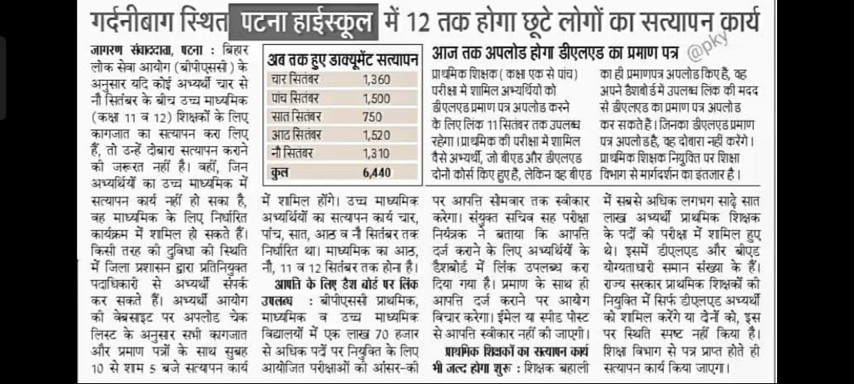 गर्दनीबाग स्थित पटना हाईस्कूल में 12 तक होगा छूटे लोगों का सत्यापन कार्य
@pky
जागरण संवाददाता, पटना : बिहार
लोक सेवा आयोग (बीपीएससी) के
अनुसार यदि कोई अभ्यर्थी चार से
नौ सितंबर के बीच उच्च माध्यमिक
(कक्षा 11 व 12) शिक्षकों के लिए
कागजात का सत्यापन करा लिए
हैं, तो उन्हें दोबारा सत्यापन कराने
की जरूरत नहीं है। वहीं, जिन
अभ्यर्थियों का उच्च माध्यमिक में
सत्यापन कार्य नहीं हो सका है,
वह माध्यमिक के लिए निर्धारित
कार्यक्रम में शामिल हो सकते हैं।
किसी तरह की दुविधा की स्थिति
में जिला प्रशासन द्वारा प्रतिनियुक्त
पदाधिकारी से अभ्यर्थी संपर्क
कर सकते हैं। अभ्यर्थी आयोग
की वेबसाइट पर अपलोड चेक
लिस्ट के अनुसार सभी कागजात
और प्रमाण पत्रों के साथ सुबह
10 से शाम 5 बजे सत्यापन कार्य
अब तक हुए डाक्यूमेंट सत्यापन
चार सितंबर 1,360
पांच सितंबर 1,500
सात सितंबर 750
आठ सितंबर 1,520
नौ सितंबर 1,310
कुल 6,440
में शामिल होंगे। उच्च माध्यमिक
अभ्यर्थियों का सत्यापन कार्य चार,
पांच, सात, आठ व नौ सितंबर तक
निर्धारित था। माध्यमिक का आठ,
नौ, 11 व 12 सितंबर तक होना है।
आपत्ति के लिए डैश बोर्ड पर लिंक
उपलब्ध : बीपीएससी प्राथमिक,
माध्यमिक व उच्च माध्यमिक
विद्यालयों में एक लाख 70 हजार
से अधिक पदों पर नियुक्ति के लिए
आयोजित परीक्षाओं की आंसर-की
आज तक अपलोड होगा डीएलएड का प्रमाण पत्र
प्राथमिक शिक्षक (कक्षा एक से पांच)
परीक्षा में शामिल अभ्यर्थियों को
डीएलएड प्रमाण पत्र अपलोड करने
के लिए लिंक 11 सितंबर तक उपलब्ध
रहेगा। प्राथमिक की परीक्षा में शामिल
वैसे अभ्यर्थी, जो बीएड और डीएलएड
दोनों कोर्स किए हुए है, लेकिन वह बीएड
का ही प्रमाणपत्र अपलोड किए है, वह
अपने डैशबोर्ड में उपलब्ध लिंक की मदद
से डीएलएड का प्रमाण पत्र अपलोड
कर सकते है। जिनका डीएलएड प्रमाण
पत्र अपलोड है, वह दोबारा नहीं करेंगे।
प्राथमिक शिक्षक नियुक्ति पर शिक्षा
विभाग से मार्गदर्शन का इंतजार है।
पर आपत्ति सोमवार तक स्वीकार
करेगा। संयुक्त सचिव सह परीक्षा
नियंत्रक ने बताया कि आपत्ति
दर्ज कराने के लिए अभ्यर्थियों के
डैशबोर्ड में लिंक उपलब्ध करा
दिया गया है। प्रमाण के साथ ही
आपत्ति दर्ज कराने पर आयोग
विचार करेगा। ईमेल या स्पीड पोस्ट
से आपत्ति स्वीकार नहीं की जाएगी।
प्राथमिक शिक्षकों का सत्यापन कार्य
भी जल्द होगा शुरू : शिक्षक बहाली
में सबसे अधिक लगभग साढ़े सात
लाख अभ्यर्थी प्राथमिक शिक्षक
के पदों की परीक्षा में शामिल हुए
थे। इसमें डीएलएड और बीएड
योग्यताधारी समान संख्या के हैं।
राज्य सरकार प्राथमिक शिक्षकों की
नियुक्ति में सिर्फ डीएलएड अभ्यर्थी
को शामिल करेंगे या दोनों को, इस
पर स्थिति स्पष्ट नहीं किया है।
शिक्षा विभाग से पत्र प्राप्त होते ही
सत्यापन कार्य किया जाएगा।